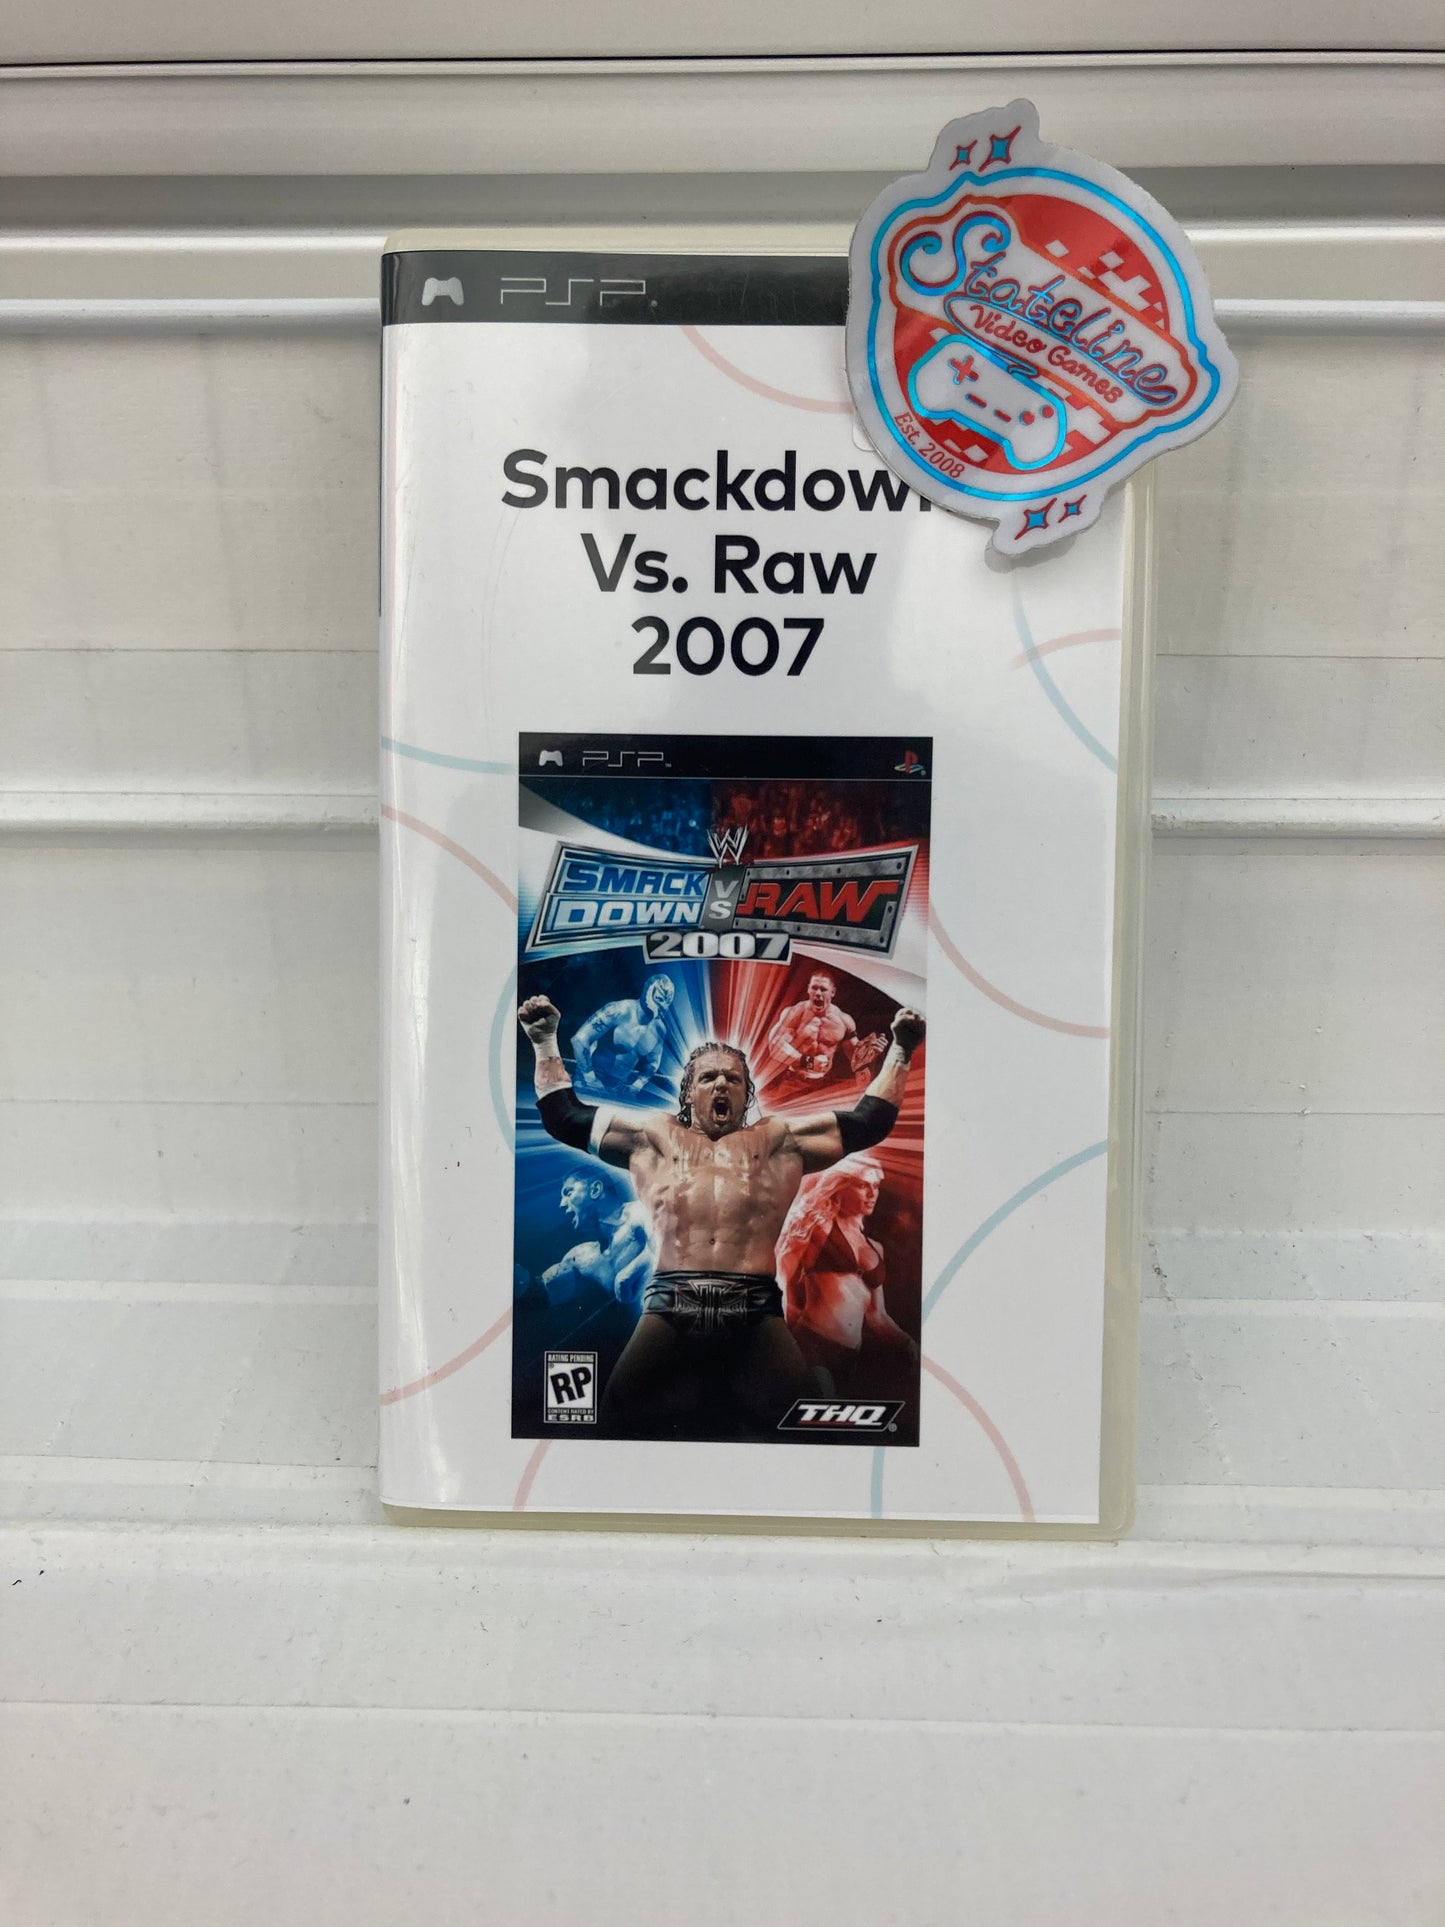 PSP
Stateline
Video Games
Est. 2008
Smackdow
Vs. Raw
2007
PSP
W
SMACK
DOWN
VS
RAW
2007
RATING PENDING
RP
CONTENT RATED BY
ESRB
THQ